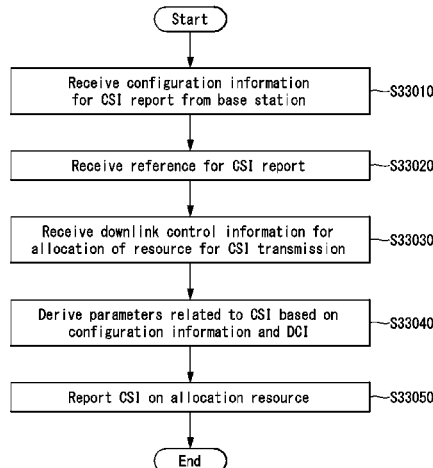 Start
Receive configuration information
for CSI report from base station
S33010
Receive reference for CSI report
S33020
Receive downlink control information for
allocation of resource for CSI transmission
S33030
Derive parameters related to CSI based on
configuration information and DCI
S33040
Report CSI on allocation resource
S33050
End